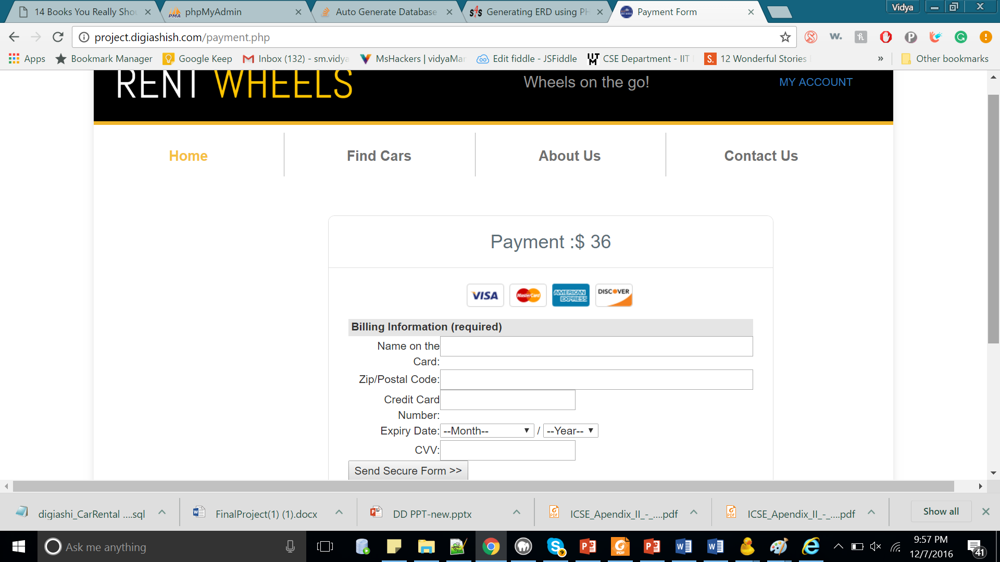 14 Books You Really Shou
phpMyAdmin
Auto Generate Database
Generating ERD using PH
Payment Form
Vidya
project.digiashish.com/payment.php
Apps
Bookmark Manager
Google Keep
Inbox (132) - sm.vidya
MsHackers | vidyaMar
Edit fiddle - JSFiddle
CSE Department - IIT
12 Wonderful Stories
»
Other bookmarks
RENT WHEELS
Wheels on the go!
MY ACCOUNT
Home
Find Cars
About Us
Contact Us
Payment :$ 36
VISA
MasterCard
AMERICAN EXPRESS
DISCOVER
Billing Information (required)
Name on the
Card:
Zip/Postal Code:
Credit Card
Number:
Expiry Date: --Month-- / --Year--
CVV:
Send Secure Form >>
digiashi_CarRental ....sql
FinalProject(1) (1).docx
DD PPT-new.pptx
ICSE_Apendix_II_-_....pdf
ICSE_Apendix_II_-_....pdf
Show all
Ask me anything
9
9:57 PM
12/7/2016
41